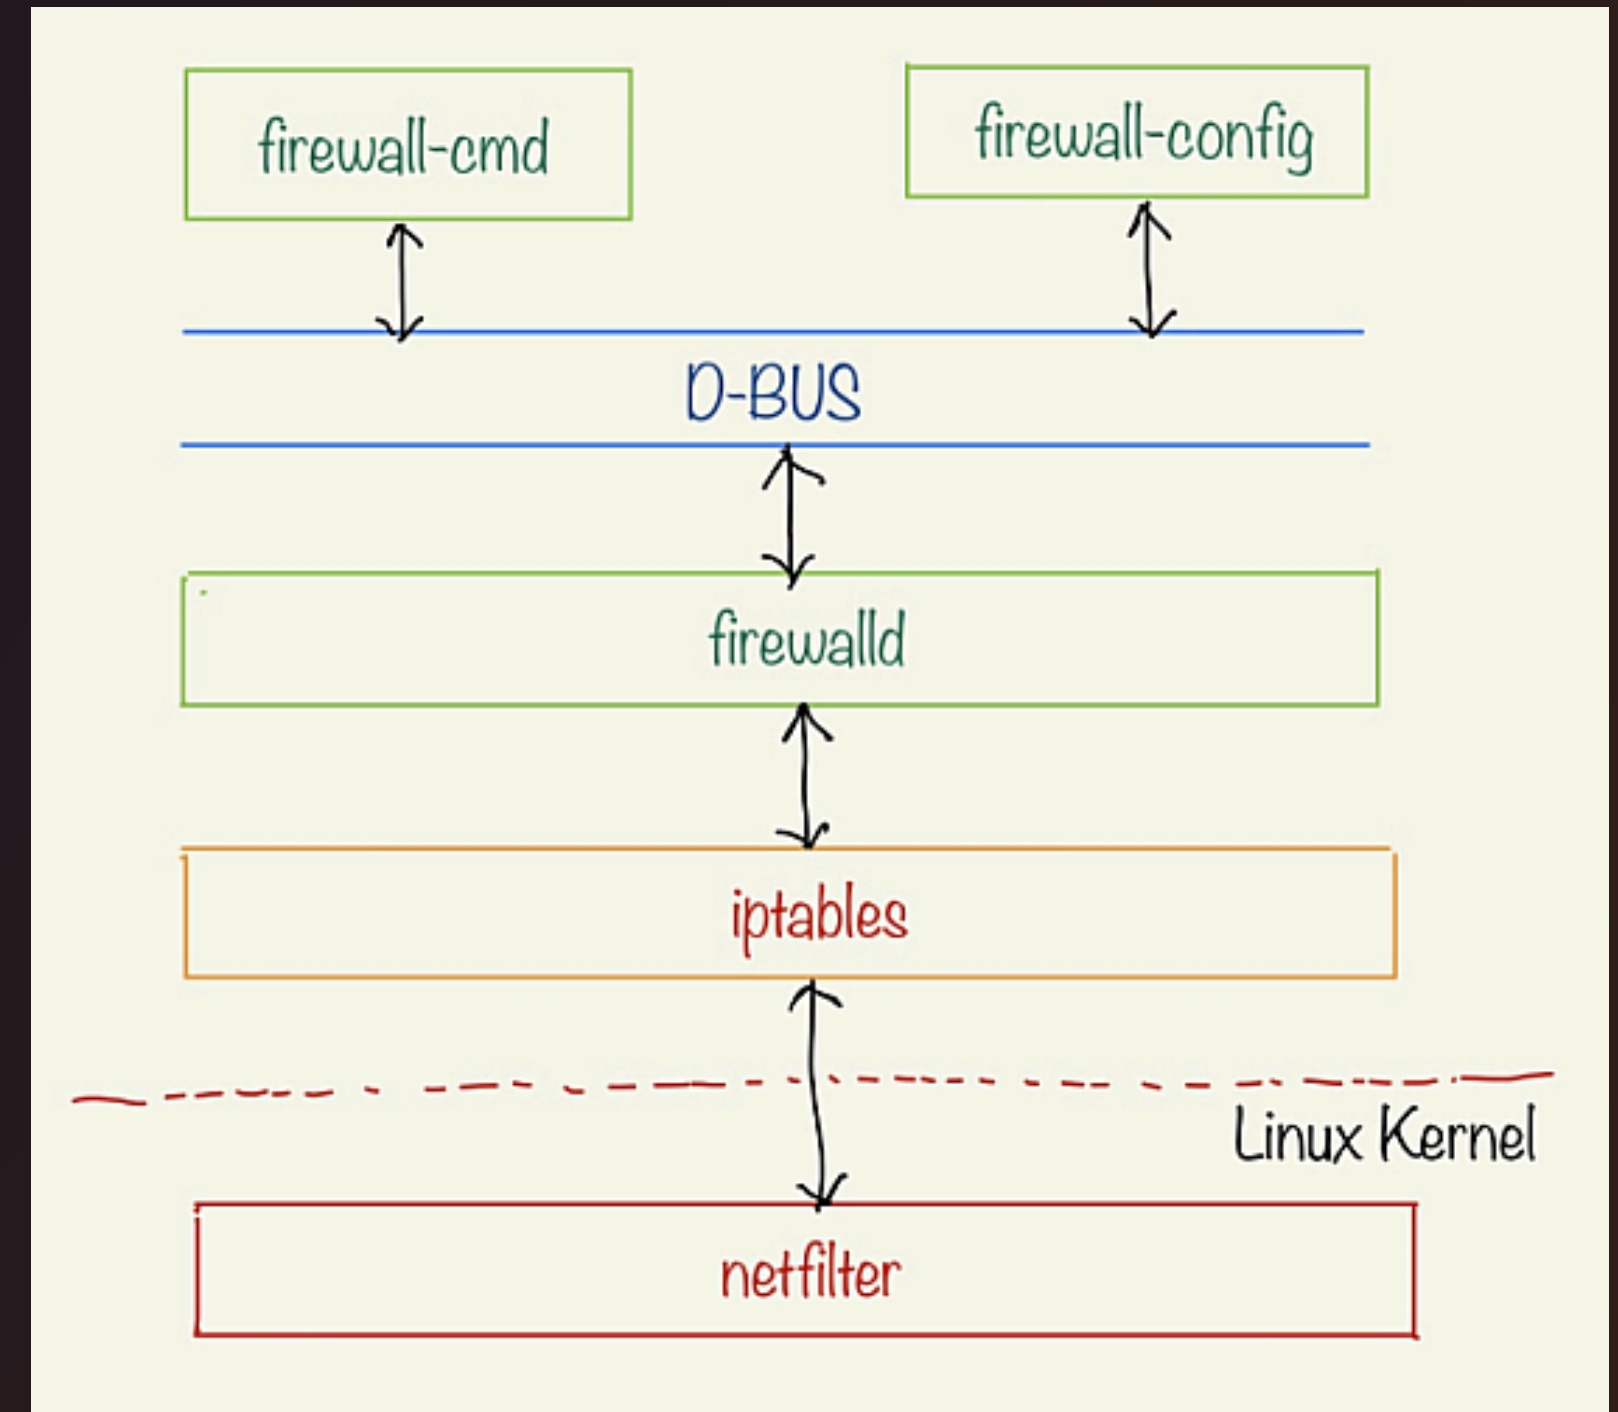 firewall-cmd
firewall-config
D-BUS
firewalld
iptables
Linux Kernel
netfilter